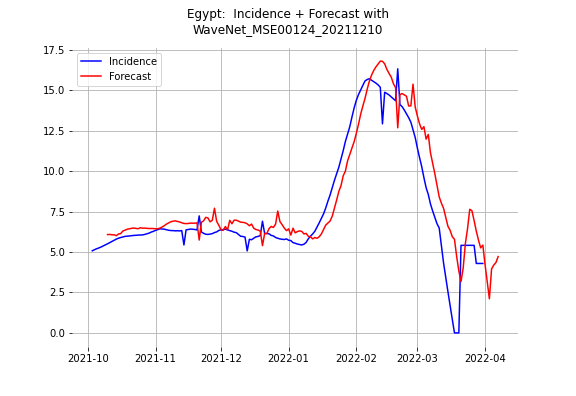 Egypt:  Incidence + Forecast with
WaveNet_MSE00124_20211210
17.5
15.0
12.5
10.0
7.5
5.0
2.5
0.0
Incidence
Forecast
2021-10 2021-11 2021-12 2022-01 2022-02 2022-03 2022-04